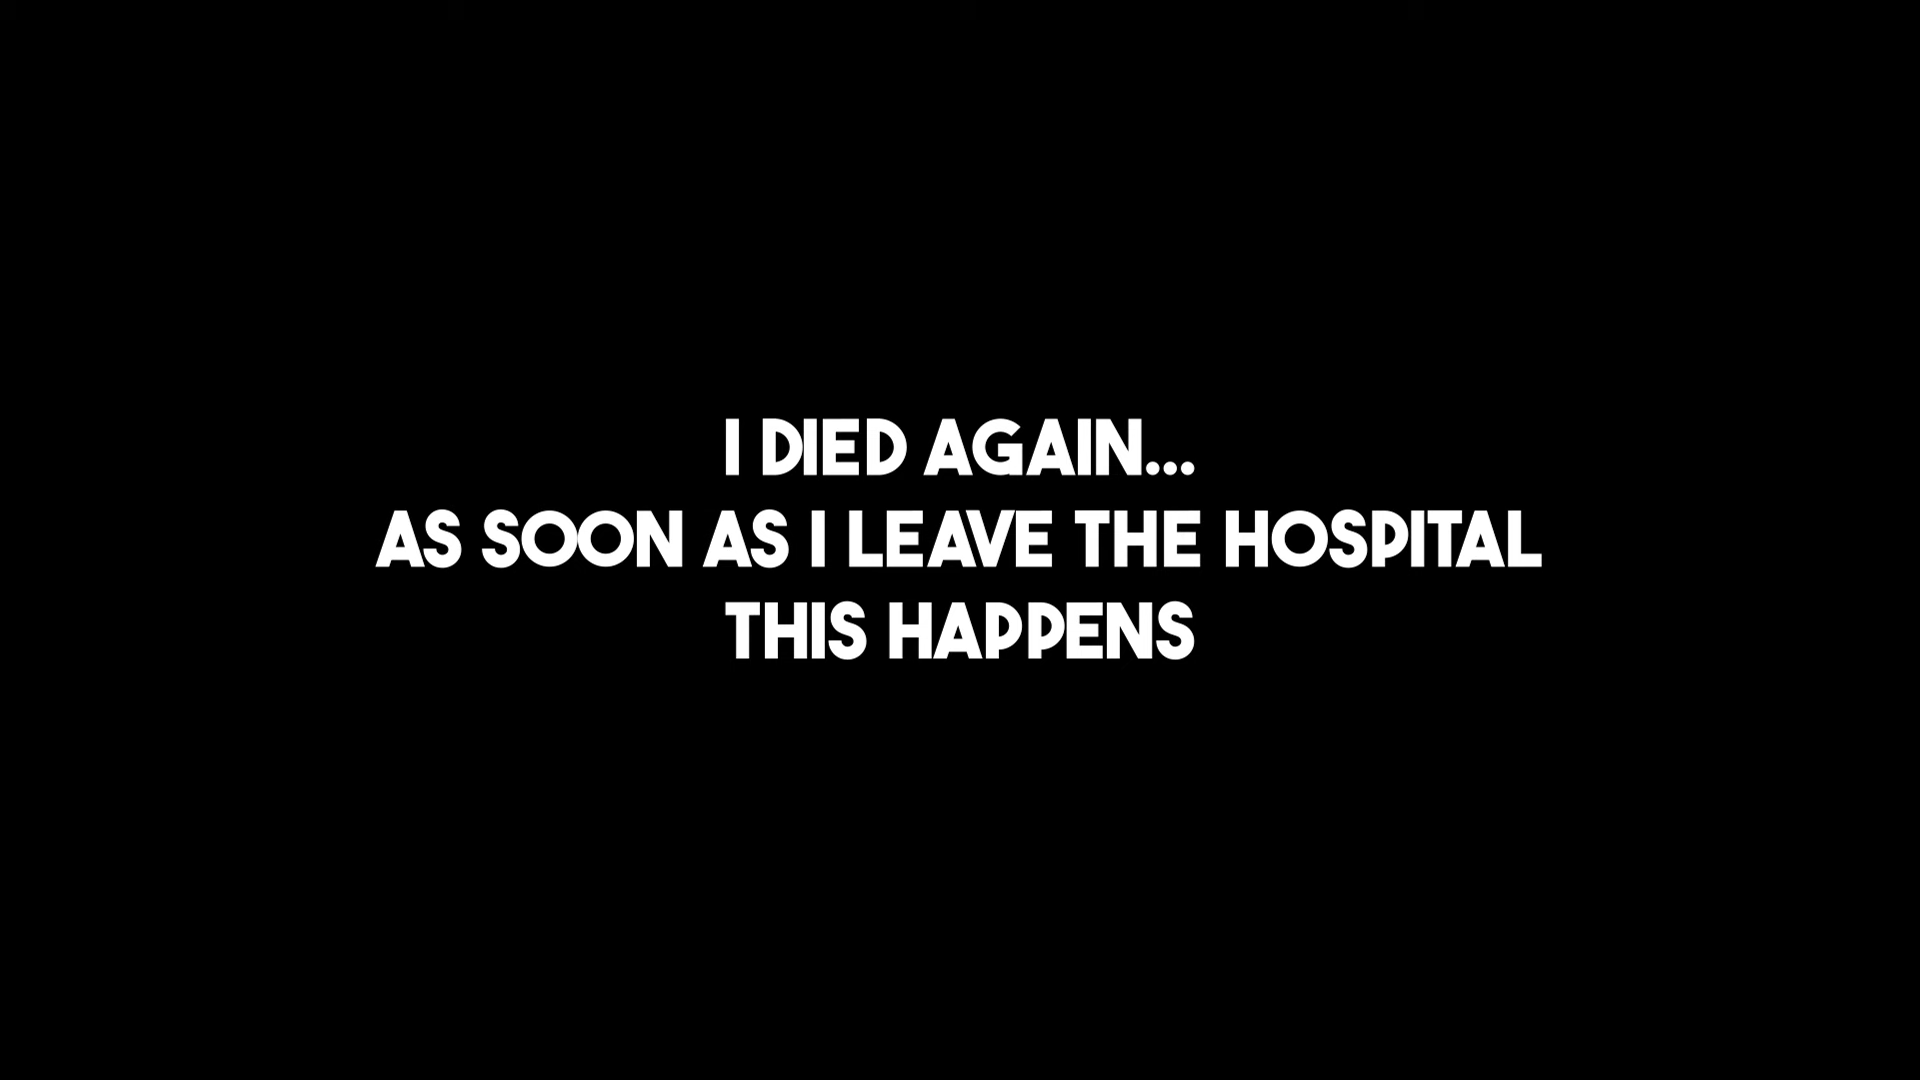 I DIED AGAIN...
AS SOON AS I LEAVE THE HOSPITAL
THIS HAPPENS